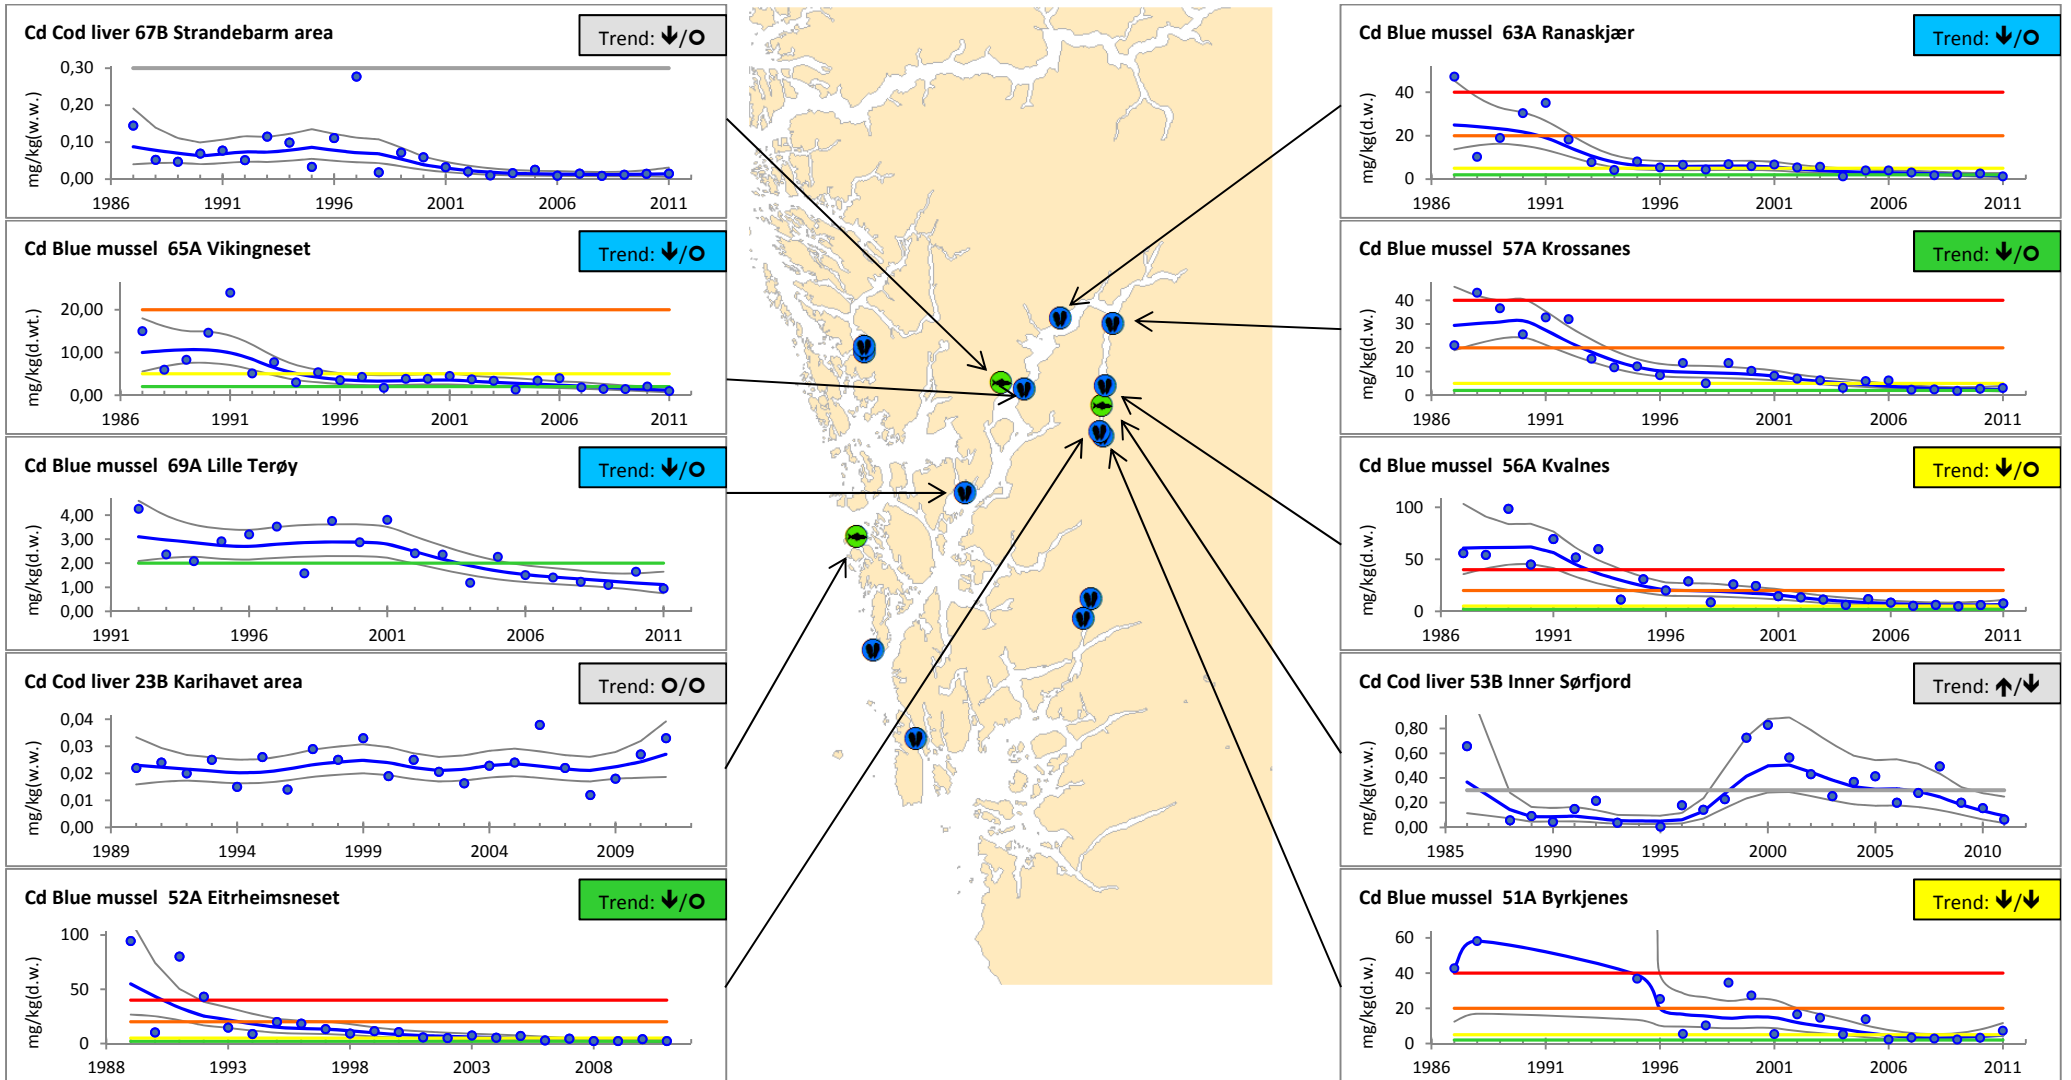 Cd Cod liver 67B Strandebarm area
Trend: 🡻/O
0,30
0,20
0,10
0,00
mg/kg(w.w.)
1986 1991 1996 2001 2006 2011
Cd Blue mussel 65A Vikingneset
Trend: 🡻/O
20,00
10,00
0,00
mg/kg(d.wt.)
1986 1991 1996 2001 2006 2011
Cd Blue mussel 69A Lille Terøy
Trend: 🡻/O
4,00
3,00
2,00
1,00
0,00
mg/kg(d.w.)
1991 1996 2001 2006 2011
Cd Cod liver 23B Karihavet area
Trend: O/O
0,04
0,03
0,02
0,01
0,00
mg/kg(w.w.)
1989 1994 1999 2004 2009
Cd Blue mussel 52A Eitrheimsneset
Trend: 🡻/O
100
50
0
mg/kg(d.w.)
1988 1993 1998 2003 2008
Cd Blue mussel 63A Ranaskjær
Trend: 🡻/O
40
20
0
mg/kg(d.w.)
1986 1991 1996 2001 2006 2011
Cd Blue mussel 57A Krossanes
Trend: 🡻/O
40
30
20
10
0
mg/kg(d.w.)
1986 1991 1996 2001 2006 2011
Cd Blue mussel 56A Kvalnes
Trend: 🡻/O
100
50
0
mg/kg(d.w.)
1986 1991 1996 2001 2006 2011
Cd Cod liver 53B Inner Sørfjord
Trend: 🡹/🡻
0,80
0,60
0,40
0,20
0,00
mg/kg(w.w.)
1985 1990 1995 2000 2005 2010
Cd Blue mussel 51A Byrkjenes
Trend: 🡻/🡻
60
40
20
0
mg/kg(d.w.)
1986 1991 1996 2001 2006 2011